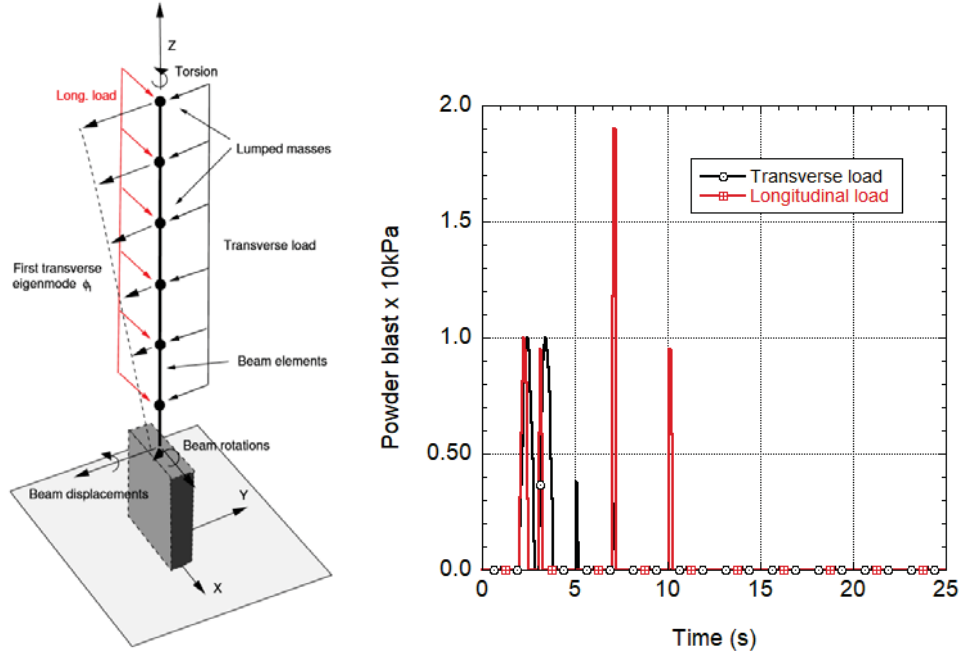 Z
Torsion
Long. load
Lumped masses
Transverse load
First transverse
eigenmode ϕ₁
Beam elements
Beam rotations
Beam displacements
Y
X
Powder blast x 10kPa
2.0
1.5
1.0
0.50
0.0
Transverse load
Longitudinal load
0
5
10
15
20
25
Time (s)